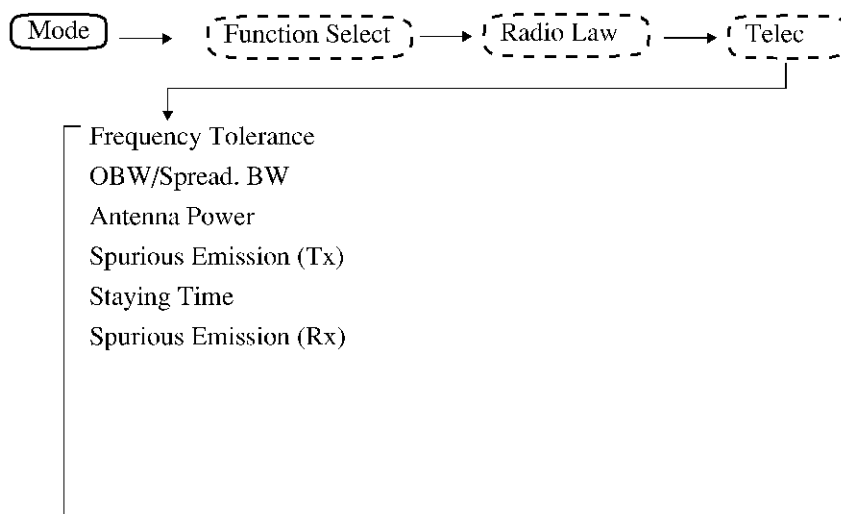 Mode Function Select Radio Law Telec
Frequency Tolerance
OBW/Spread. BW
Antenna Power
Spurious Emission (Tx)
Staying Time
Spurious Emission (Rx)